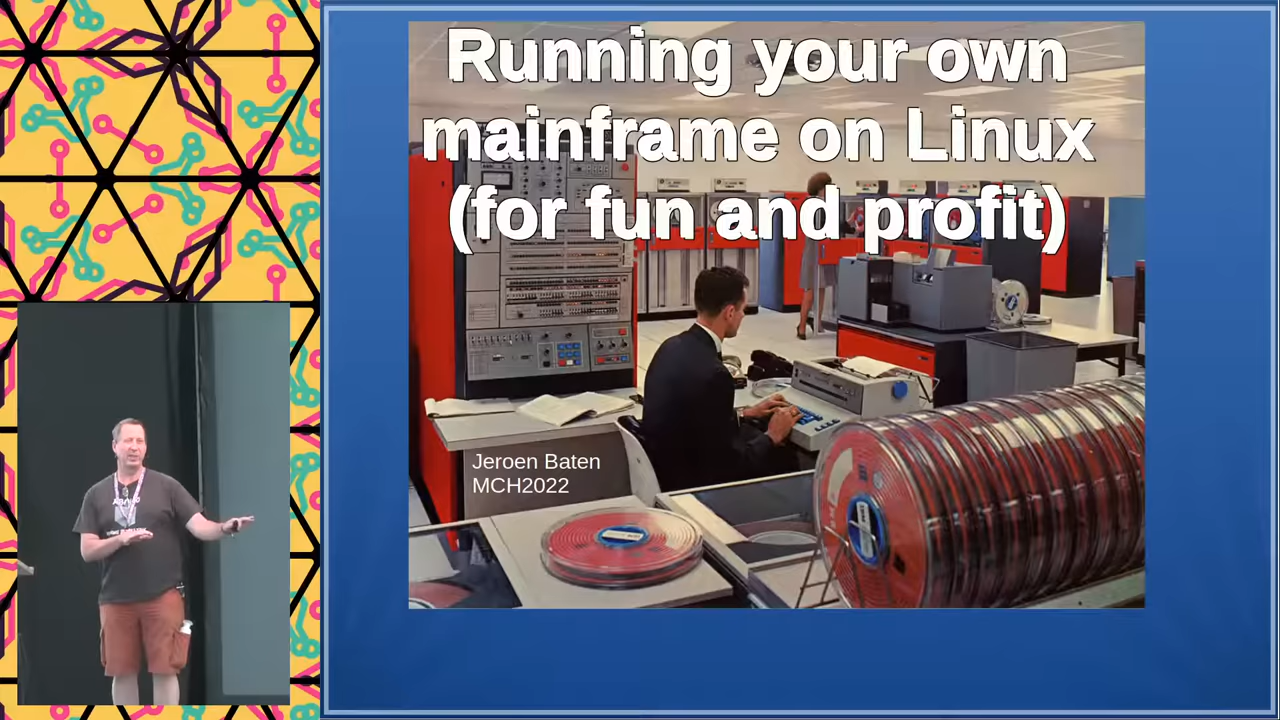 Running your own
mainframe on Linux
(for fun and profit)
Jeroen Baten
MCH2022